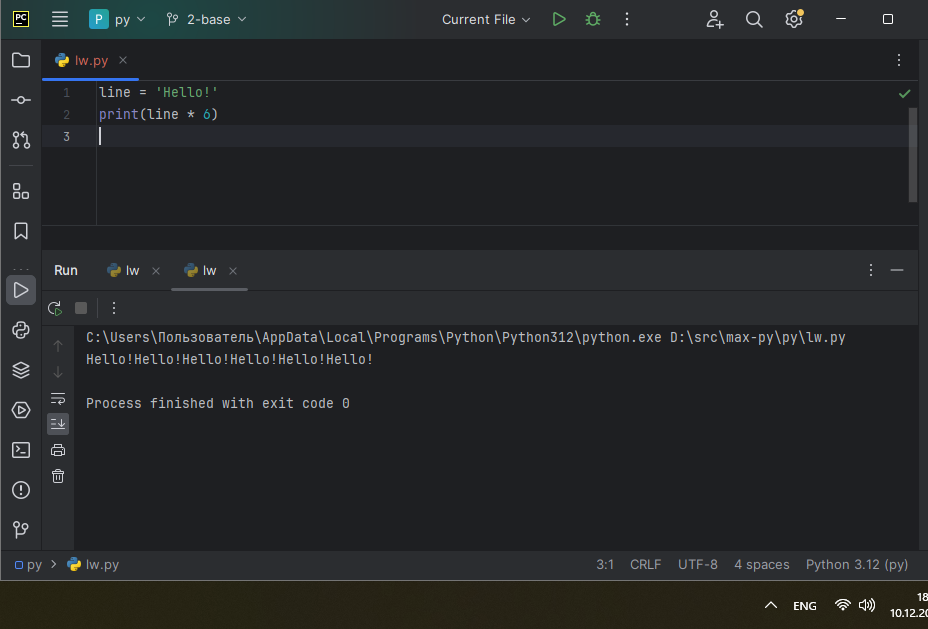 PC P py 2-base Current File
lw.py
1 line = 'Hello!'
2 print(line * 6)
3
Run lw lw
C:\Users\Пользователь\AppData\Local\Programs\Python\Python312\python.exe D:\src\max-py\py\lw.py
Hello!Hello!Hello!Hello!Hello!Hello!
Process finished with exit code 0
py lw.py 3:1 CRLF UTF-8 4 spaces Python 3.12 (py)
ENG
18
10.12.20